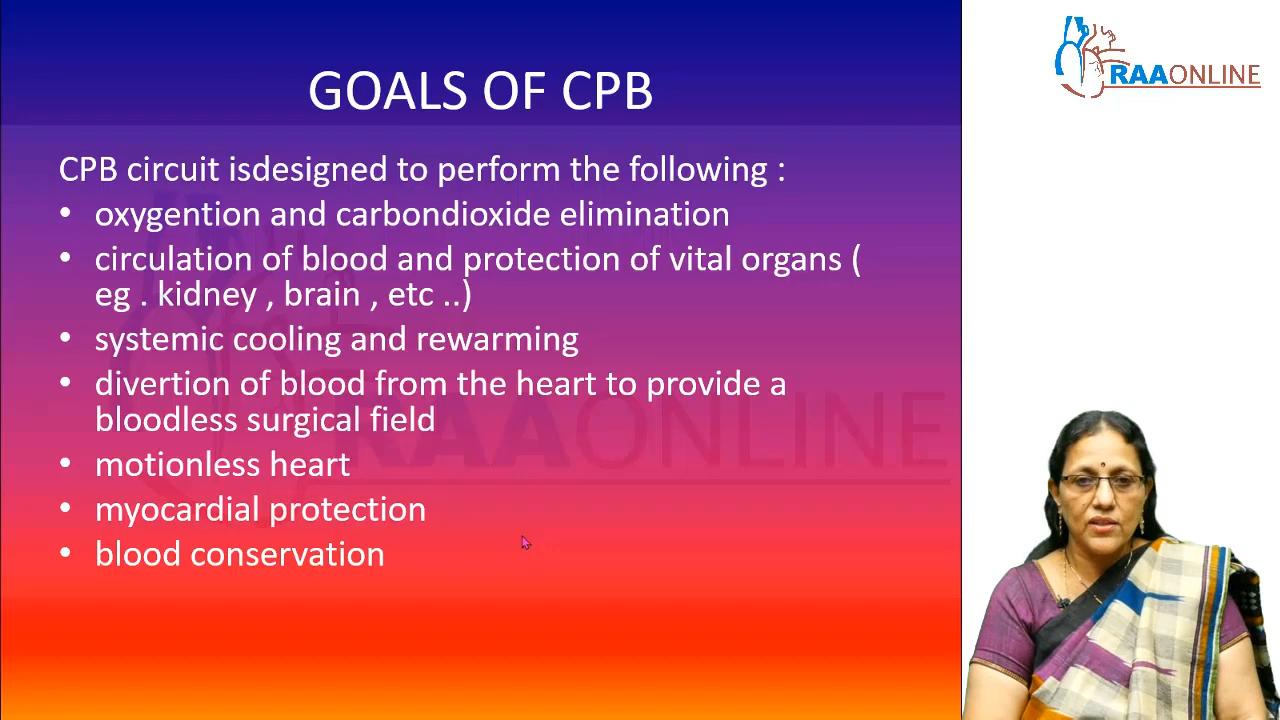 GOALS OF CPB
RAAONLINE
CPB circuit isdesigned to perform the following :
• oxygention and carbondioxide elimination
• circulation of blood and protection of vital organs (
eg . kidney , brain , etc ..)
• systemic cooling and rewarming
• divertion of blood from the heart to provide a
bloodless surgical field
• motionless heart
• myocardial protection
• blood conservation
RAAONLINE